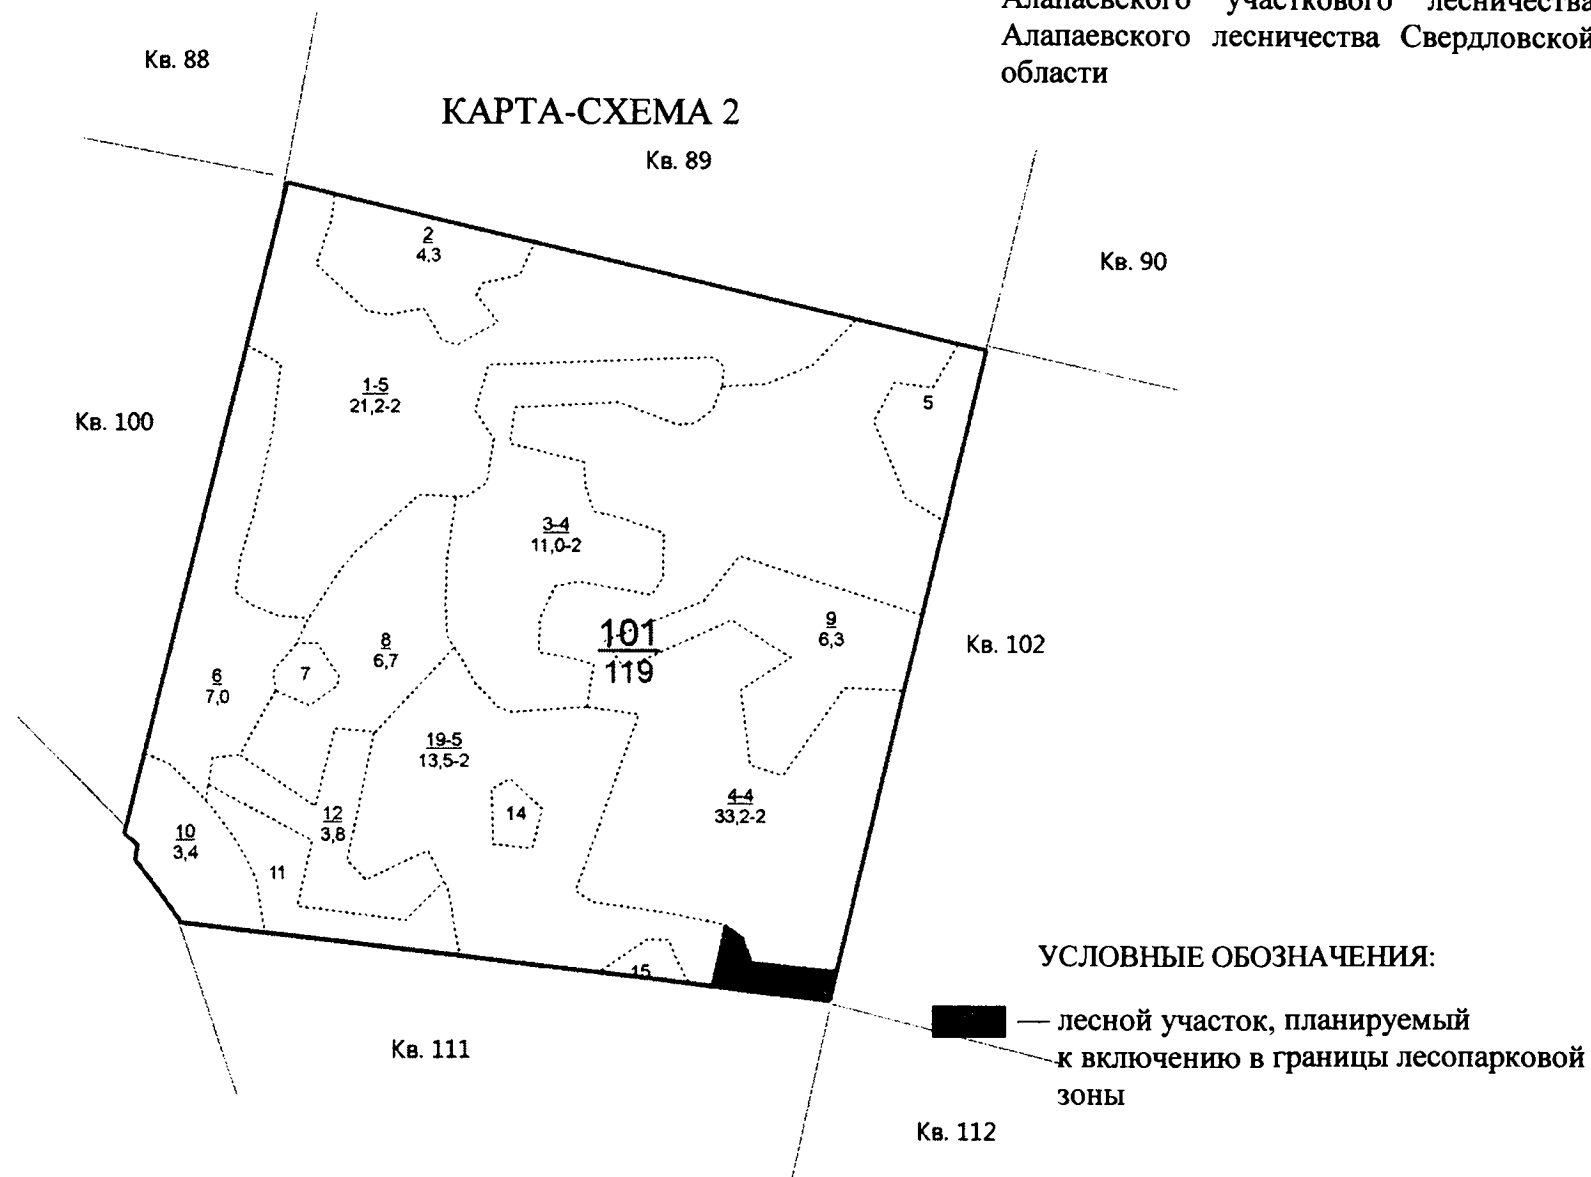 Алапаевского участкового лесничества
Алапаевского лесничества Свердловской
области
Кв. 88
КАРТА-СХЕМА 2
Кв. 89
2
4,3
Кв. 90
1-5
21,2-2
5
Кв. 100
3-4
11,0-2
101
119
9
6,3
Кв. 102
8
6,7
7
6
7,0
19-5
13,5-2
4-4
33,2-2
14
12
3,8
10
3,4
11
15
УСЛОВНЫЕ ОБОЗНАЧЕНИЯ:
— лесной участок, планируемый
к включению в границы лесопарковой
зоны
Кв. 111
Кв. 112